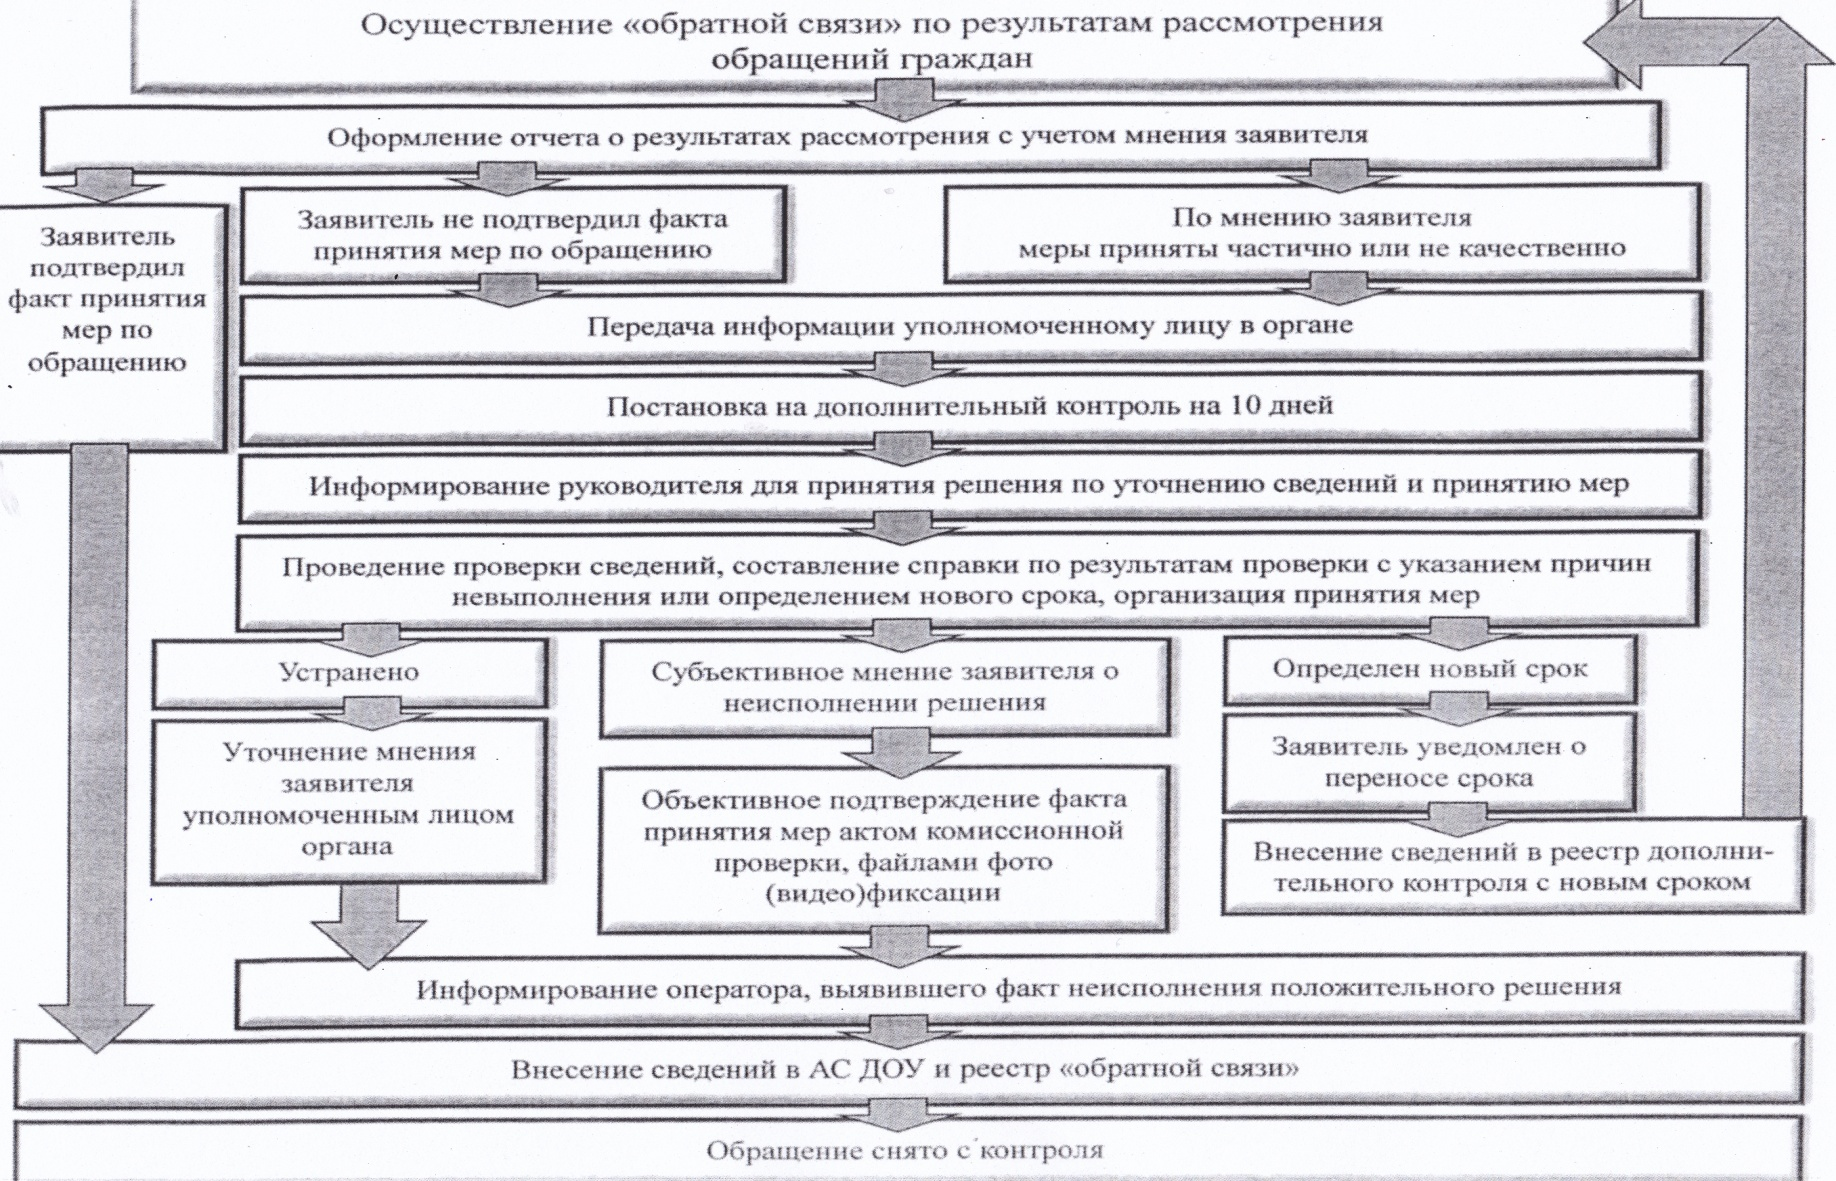 Осуществление «обратной связи» по результатам рассмотрения
обращений граждан
Оформление отчета о результатах рассмотрения с учетом мнения заявителя
Заявитель
подтвердил
факт принятия
мер по
обращению
Заявитель не подтвердил факта
принятия мер по обращению
По мнению заявителя
меры приняты частично или не качественно
Передача информации уполномоченному лицу в органе
Постановка на дополнительный контроль на 10 дней
Информирование руководителя для принятия решения по уточнению сведений и принятию мер
Проведение проверки сведений, составление справки по результатам проверки с указанием причин
невыполнения или определением нового срока, организация принятия мер
Устранено
Уточнение мнения
заявителя
уполномоченным лицом
органа
Субъективное мнение заявителя о
неисполнении решения
Объективное подтверждение факта
принятия мер актом комиссионной
проверки, файлами фото
(видео)фиксации
Определен новый срок
Заявитель уведомлен о
переносе срока
Внесение сведений в реестр дополни-
тельного контроля с новым сроком
Информирование оператора, выявившего факт неисполнения положительного решения
Внесение сведений в АС ДОУ и реестр «обратной связи»
Обращение снято с контроля